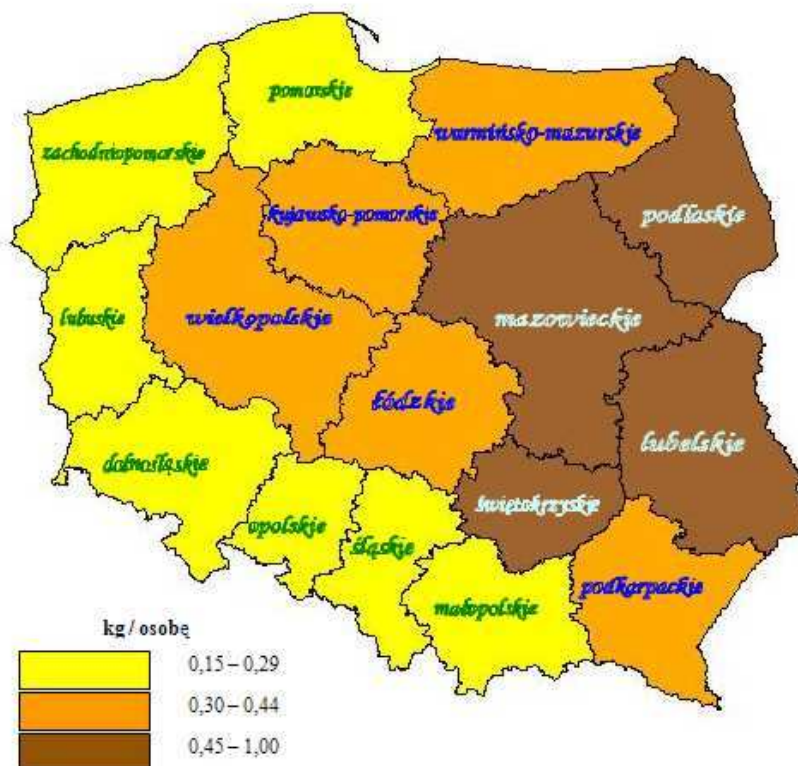 pomorskie
warmińsko-mazurskie
zachodniopomorskie
podlaskie
kujawsko-pomorskie
lubuskie
wielkopolskie
mazowieckie
łódzkie
lubelskie
dolnośląskie
świętokrzyskie
opolskie
śląskie
podkarpackie
małopolskie
kg / osobę
0,15 – 0,29
0,30 – 0,44
0,45 – 1,00